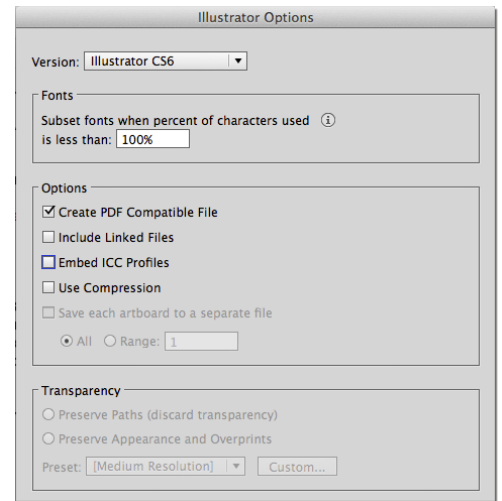 Illustrator Options
Version: Illustrator CS6
Fonts
Subset fonts when percent of characters used i
is less than: 100%
Options
Create PDF Compatible File
Include Linked Files
Embed ICC Profiles
Use Compression
Save each artboard to a separate file
All Range: 1
Transparency
Preserve Paths (discard transparency)
Preserve Appearance and Overprints
Preset: [Medium Resolution] Custom...